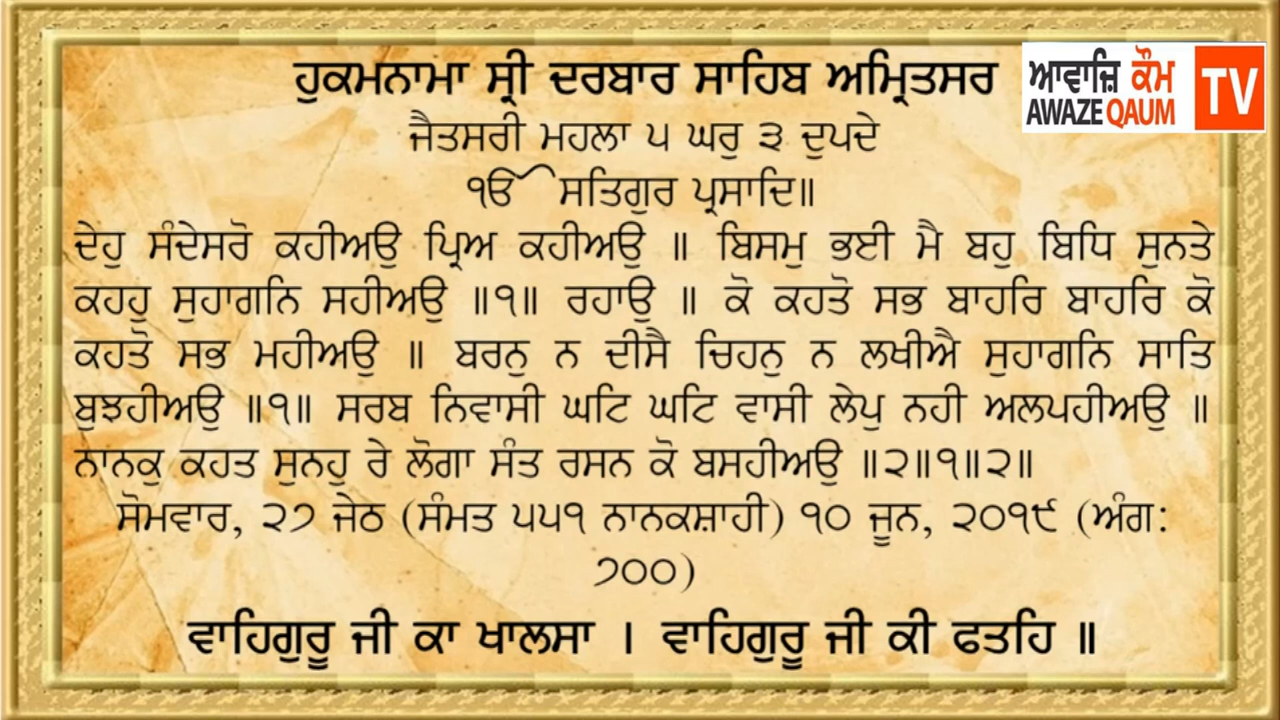 ਹੁਕਮਨਾਮਾ ਸ੍ਰੀ ਦਰਬਾਰ ਸਾਹਿਬ ਅਮ੍ਰਿਤਸਰ
ਆਵਾਜ਼ਿ ਕੌਮ
AWAZE QAUM
TV
ਜੈਤਸਰੀ ਮਹਲਾ ੫ ਘਰੁ ੩ ਦੁਪਦੇ
ੴ ਸਤਿਗੁਰ ਪ੍ਰਸਾਦਿ॥
ਦੇਹੁ ਸੰਦੇਸਰੋ ਕਹੀਅਉ ਪ੍ਰਿਅ ਕਹੀਅਉ ॥ ਬਿਸਮੁ ਭਈ ਮੈ ਬਹੁ ਬਿਧਿ ਸੁਨਤੇ
ਕਹਹੁ ਸੁਹਾਗਨਿ ਸਹੀਅਉ ॥੧॥ ਰਹਾਉ ॥ ਕੋ ਕਹਤੋ ਸਭ ਬਾਹਰਿ ਬਾਹਰਿ ਕੋ
ਕਹਤੋ ਸਭ ਮਹੀਅਉ ॥ ਬਰਨੁ ਨ ਦੀਸੈ ਚਿਹਨੁ ਨ ਲਖੀਐ ਸੁਹਾਗਨਿ ਸਾਤਿ
ਬੁਝਹੀਅਉ ॥੧॥ ਸਰਬ ਨਿਵਾਸੀ ਘਟਿ ਘਟਿ ਵਾਸੀ ਲੇਪੁ ਨਹੀ ਅਲਪਹੀਅਉ ॥
ਨਾਨਕੁ ਕਹਤ ਸੁਨਹੁ ਰੇ ਲੋਗਾ ਸੰਤ ਰਸਨ ਕੋ ਬਸਹੀਅਉ ॥੨॥੧॥੨॥
ਸੋਮਵਾਰ, ੨੭ ਜੇਠ (ਸੰਮਤ ੫੫੧ ਨਾਨਕਸ਼ਾਹੀ) ੧੦ ਜੂਨ, ੨੦੧੯ (ਅੰਗ:
੭੦੦)
ਵਾਹਿਗੁਰੂ ਜੀ ਕਾ ਖਾਲਸਾ । ਵਾਹਿਗੁਰੂ ਜੀ ਕੀ ਫਤਹਿ ॥